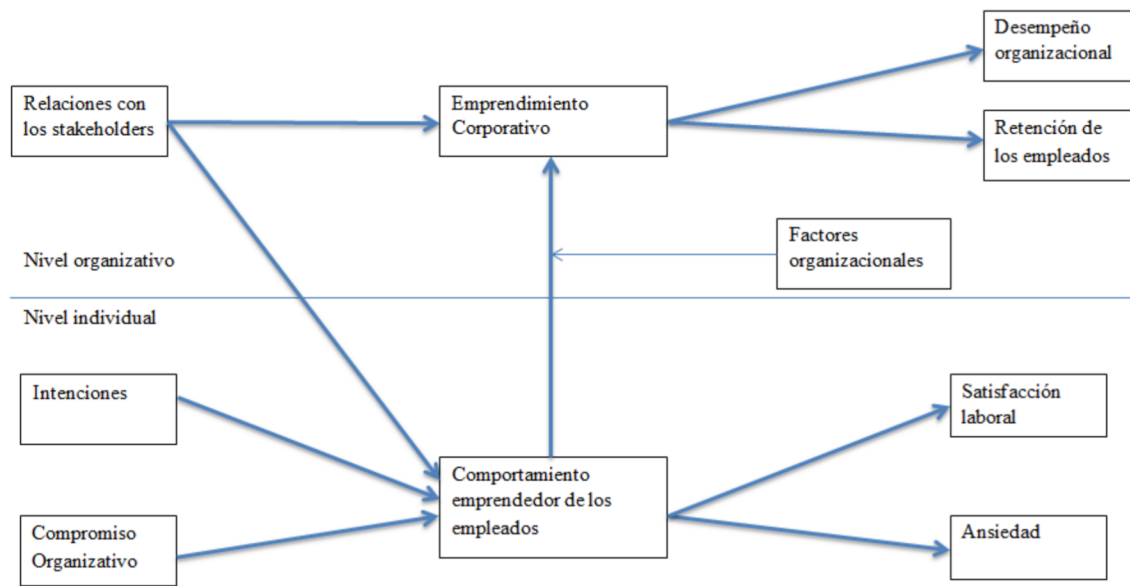 Desempeño
organizacional
Relaciones con
los stakeholders
Emprendimiento
Corporativo
Retención de
los empleados
Factores
organizacionales
Nivel organizativo
Nivel individual
Intenciones
Satisfacción
laboral
Comportamiento
emprendedor de los
empleados
Compromiso
Organizativo
Ansiedad